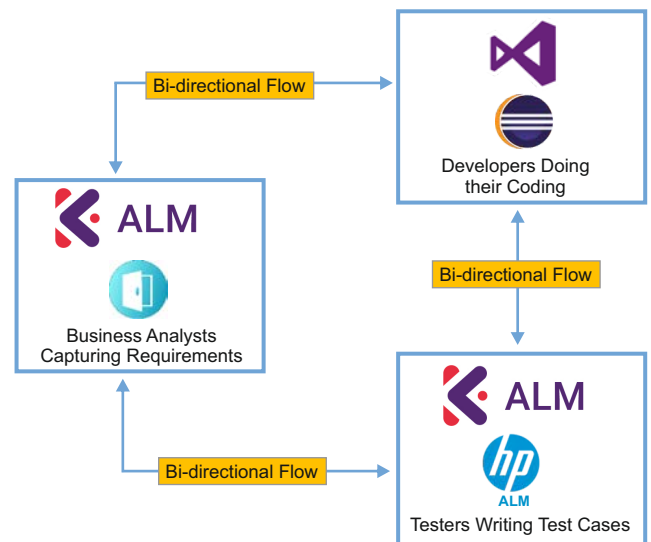 Bi-directional Flow
Developers Doing
their Coding
ALM
Business Analysts
Capturing Requirements
Bi-directional Flow
ALM
hp
ALM
Testers Writing Test Cases
Bi-directional Flow